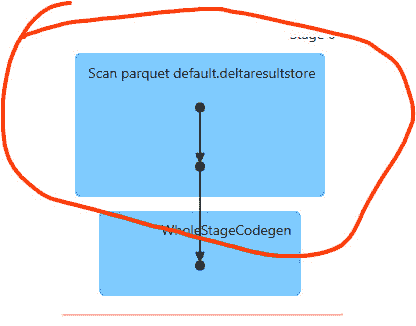 Scan parquet default.deltaresultstore
WholeStageCodegen